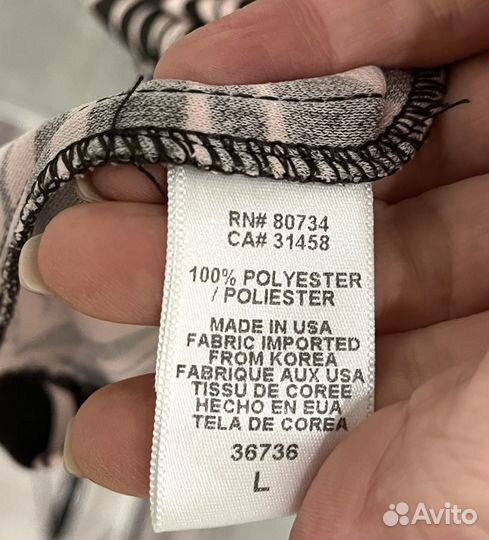 RN# 80734
CA# 31458
100% POLYESTER
/ POLIESTER
MADE IN USA
FABRIC IMPORTED
FROM KOREA
FABRIQUE AUX USA
TISSU DE COREE
HECHO EN EUA
TELA DE COREA
36736
L
Avito